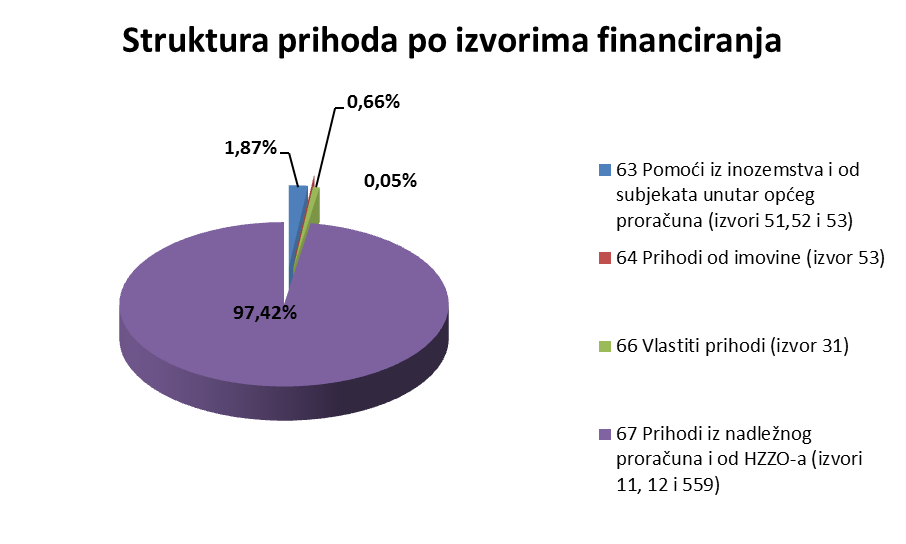 Struktura prihoda po izvorima financiranja
0,66%
1,87%
0,05%
97,42%
63 Pomoći iz inozemstva i od
subjekata unutar općeg
proračuna (izvori 51,52 i 53)
64 Prihodi od imovine (izvor 53)
66 Vlastiti prihodi (izvor 31)
67 Prihodi iz nadležnog
proračuna i od HZZO-a (izvori
11, 12 i 559)